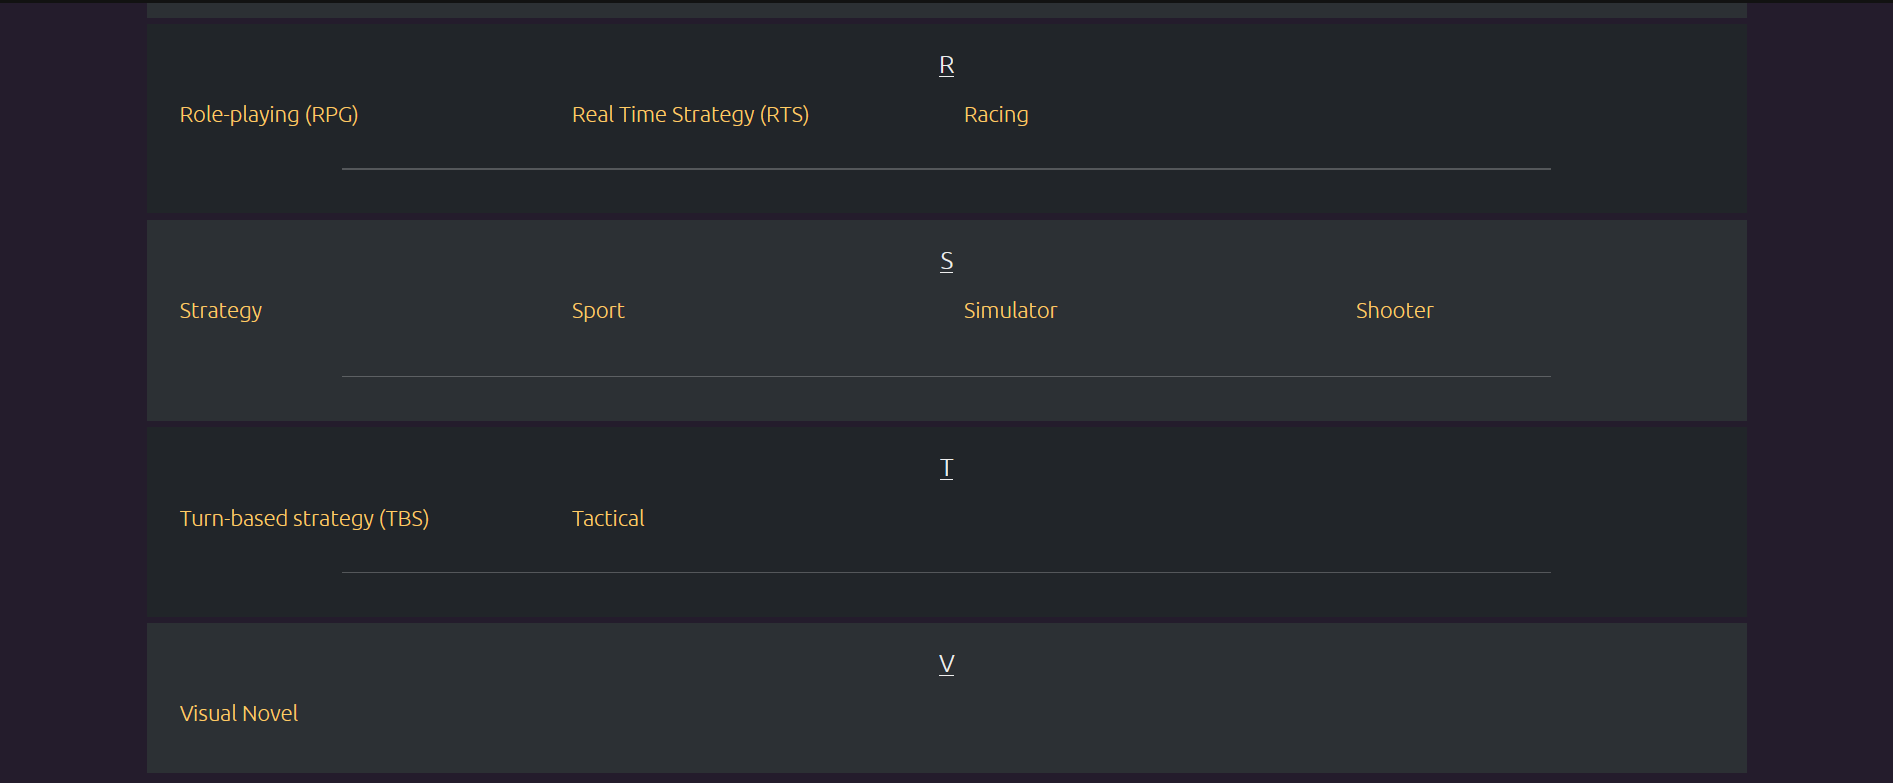 R
Role-playing (RPG) Real Time Strategy (RTS) Racing
S
Strategy Sport Simulator Shooter
T
Turn-based strategy (TBS) Tactical
V
Visual Novel